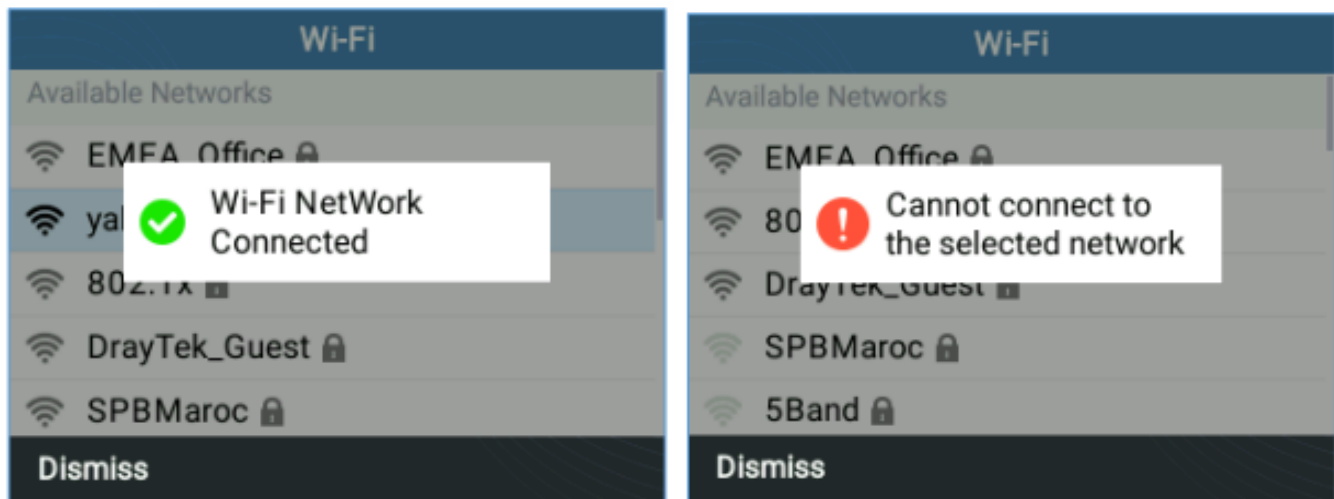 Wi-Fi
Available Networks
EMEA_Office
Wi-Fi NetWork
Connected
802.1x
DrayTek_Guest
SPBMaroc
Dismiss
Wi-Fi
Available Networks
EMEA_Office
80
Cannot connect to
the selected network
DrayTek_Guest
SPBMaroc
5Band
Dismiss